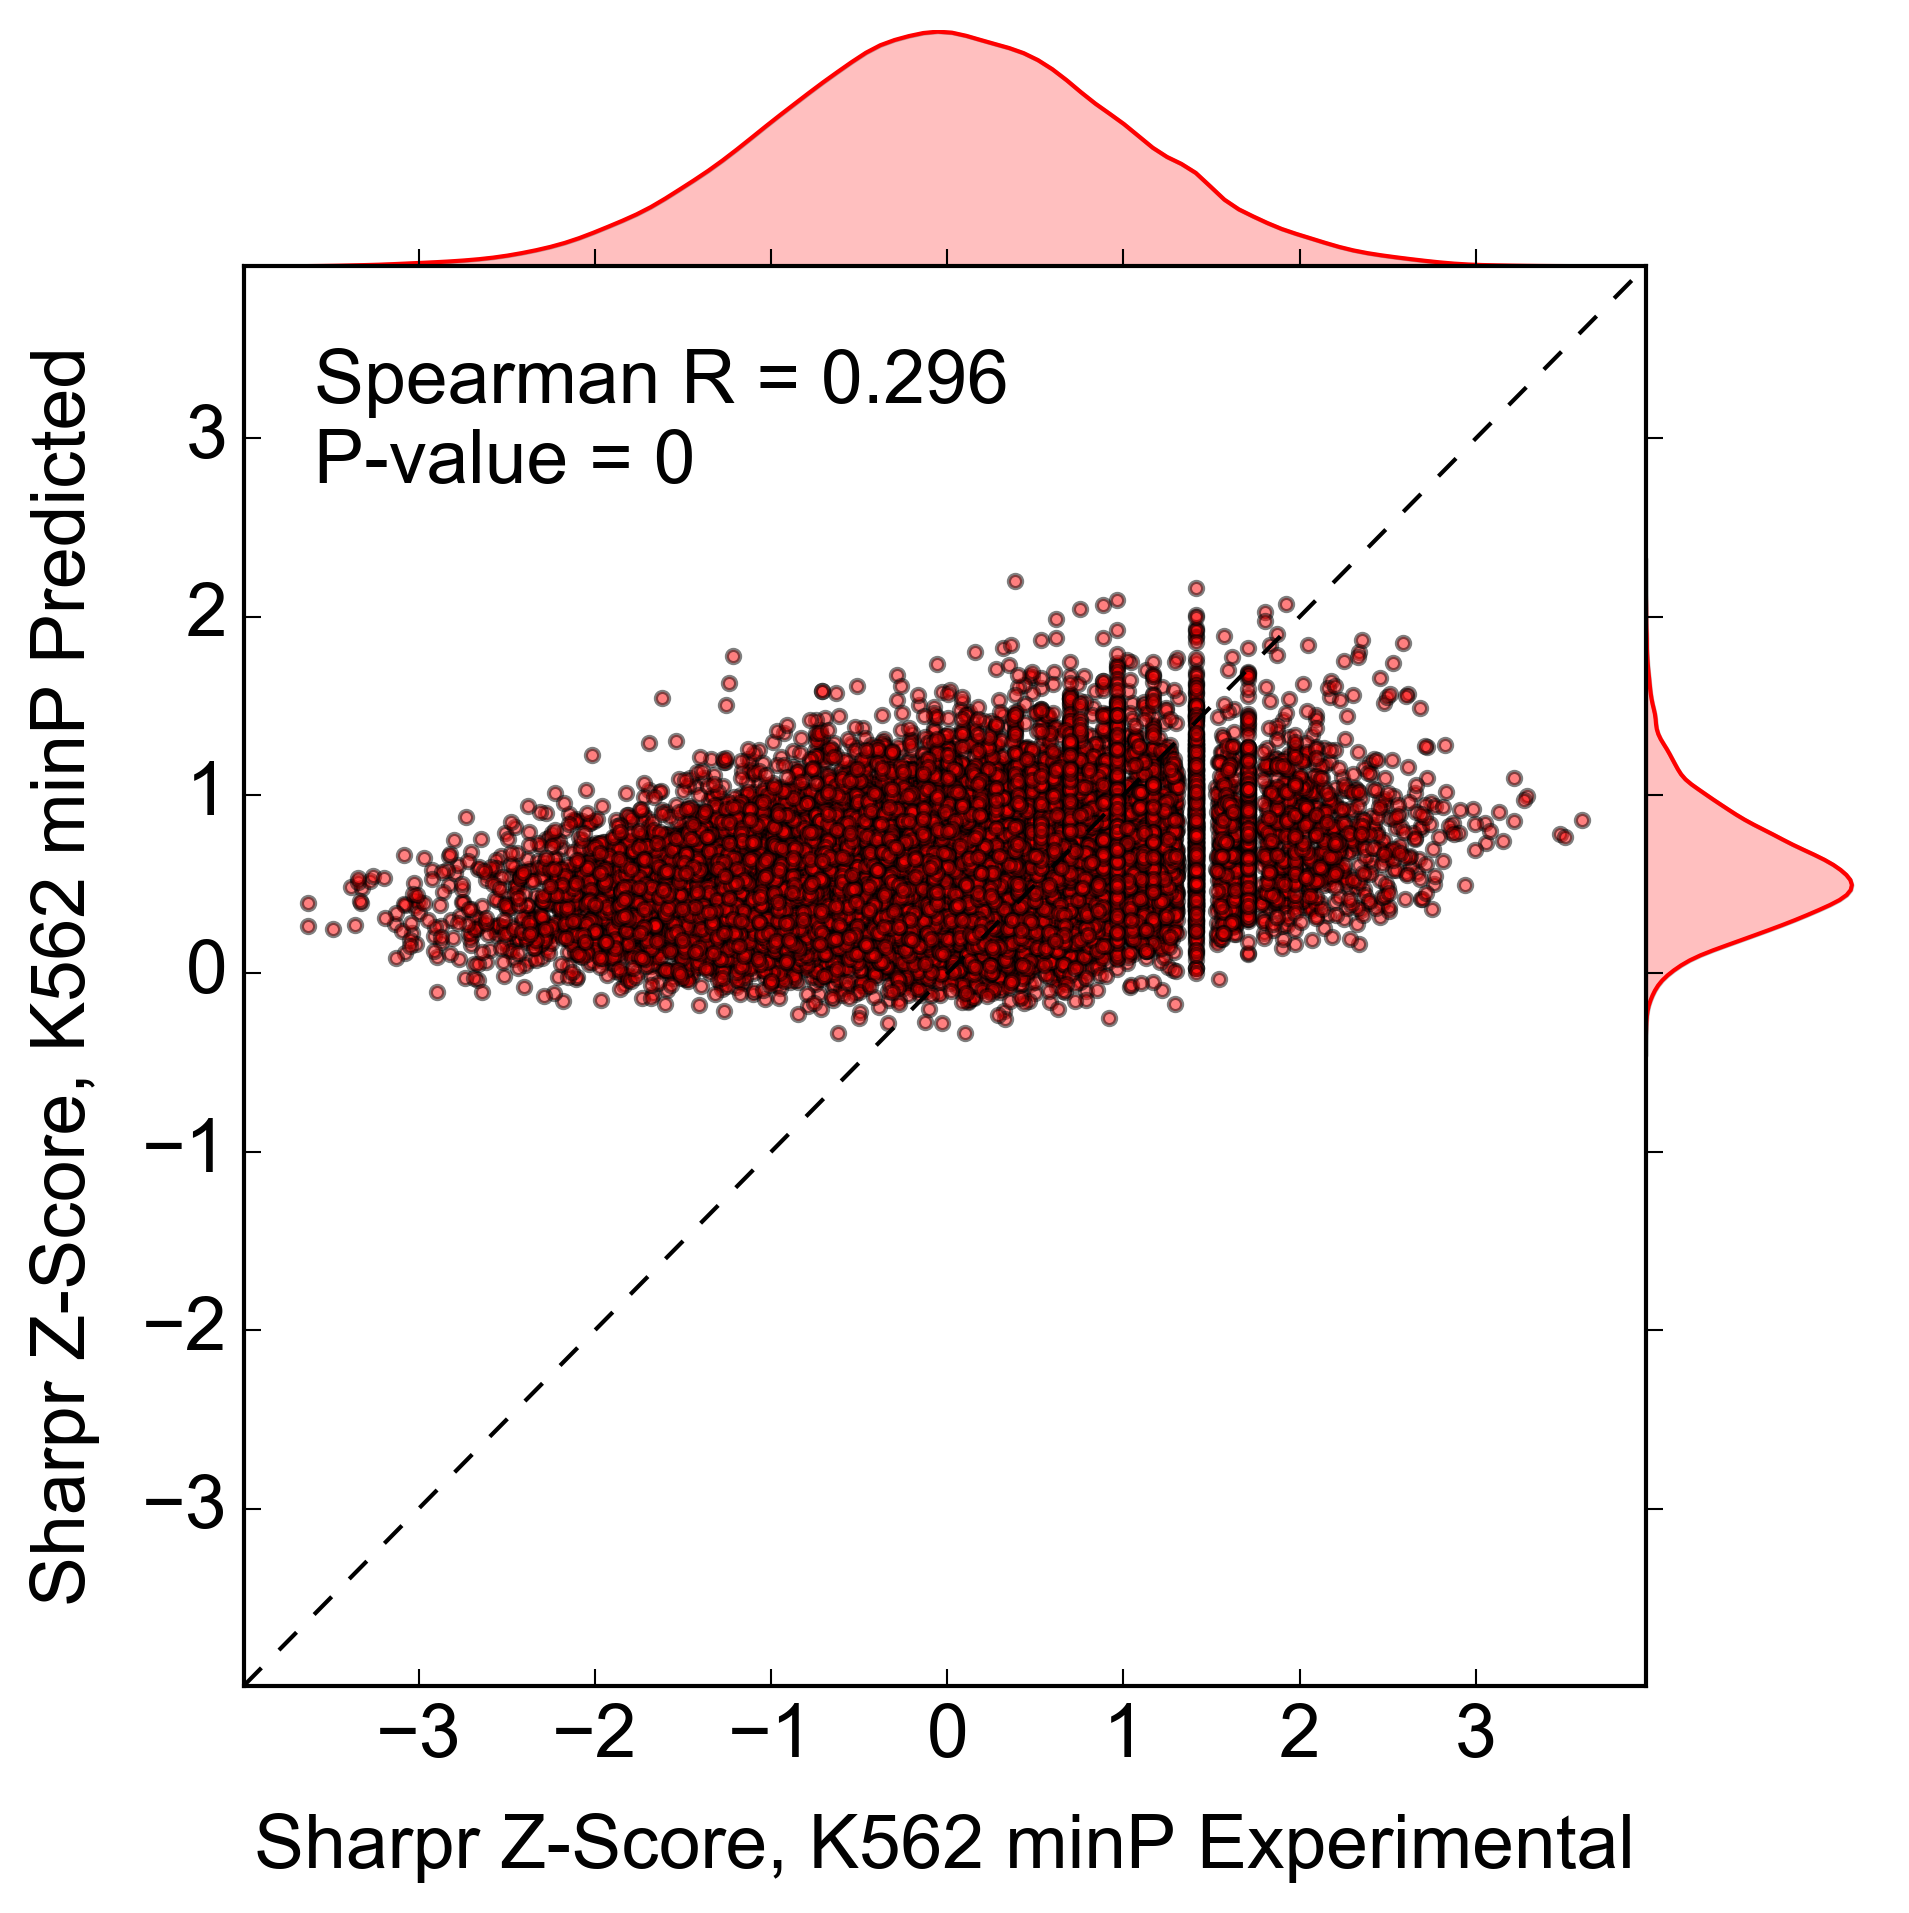 Spearman R = 0.296
P-value = 0
Sharpr Z-Score, K562 minP Predicted
3
2
1
0
−1
−2
−3
−3 −2 −1 0 1 2 3
Sharpr Z-Score, K562 minP Experimental